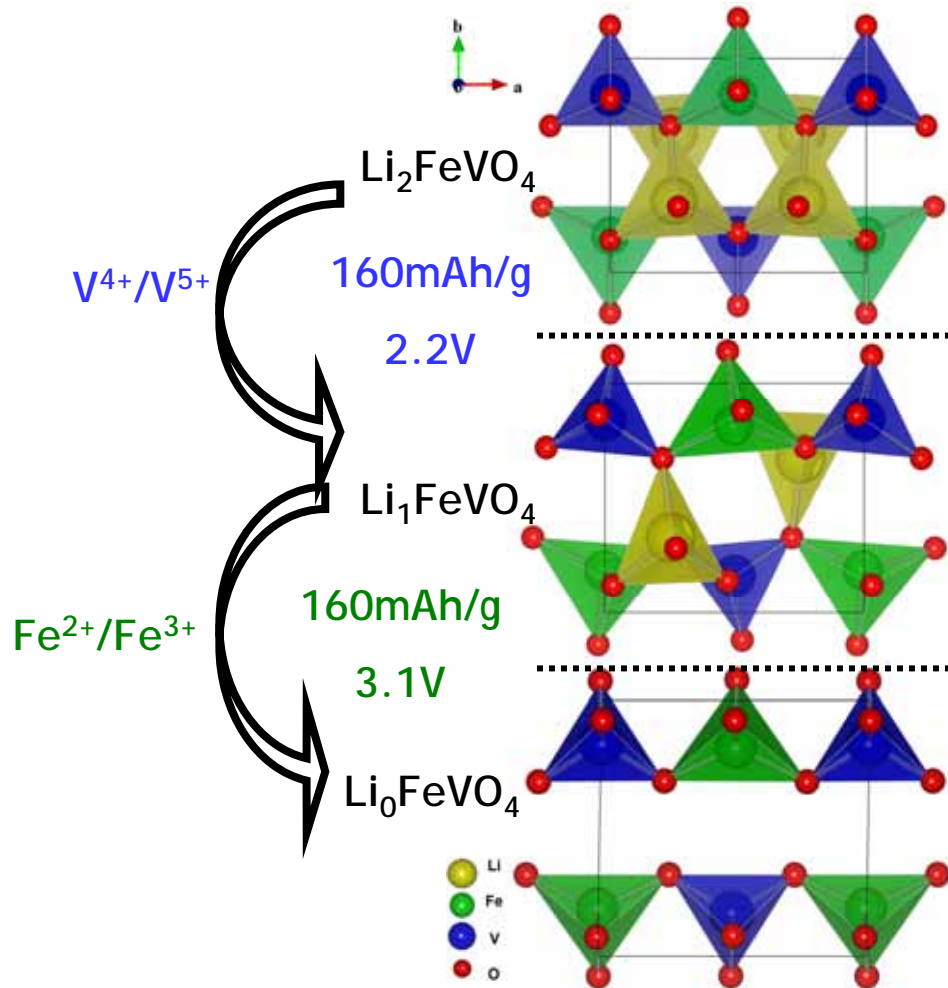 b
a
Li₂FeVO₄
V⁴⁺/V⁵⁺
160mAh/g
2.2V
Li₁FeVO₄
160mAh/g
Fe²⁺/Fe³⁺
3.1V
Li₀FeVO₄
Li
Fe
V
O